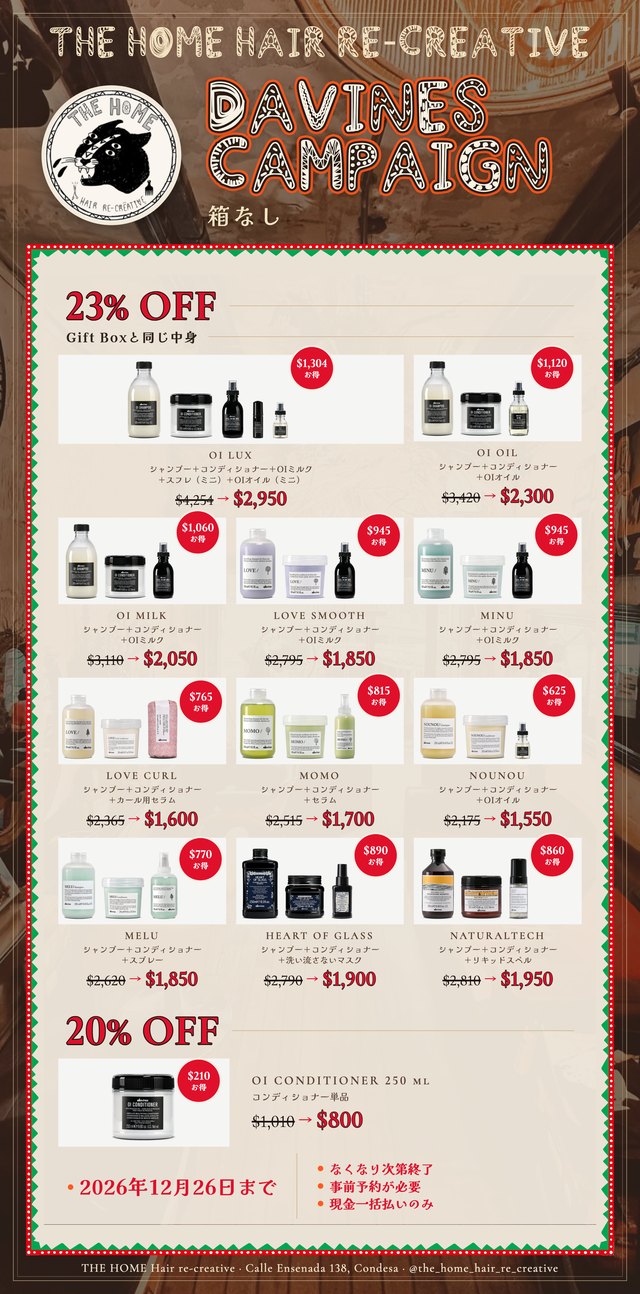 THE HOME HAIR RE-CREATIVE
THE HOME
HAIR RE-CREATIVE
DAVINES
CAMPAIGN
箱なし
23% OFF
Gift Boxと同じ中身
$1,304
お得
OI LUX
シャンプー＋コンディショナー＋OIミルク
＋スフレ（ミニ）＋OIオイル（ミニ）
$4,254 → $2,950
$1,120
お得
OI OIL
シャンプー＋コンディショナー
＋OIオイル
$3,420 → $2,300
$1,060
お得
OI MILK
シャンプー＋コンディショナー
＋OIミルク
$3,110 → $2,050
LOVE /
$945
お得
LOVE SMOOTH
シャンプー＋コンディショナー
＋OIミルク
$2,795 → $1,850
MINU /
$945
お得
MINU
シャンプー＋コンディショナー
＋OIミルク
$2,795 → $1,850
LOVE /
$765
お得
LOVE CURL
シャンプー＋コンディショナー
＋カール用セラム
$2,365 → $1,600
MOMO /
$815
お得
MOMO
シャンプー＋コンディショナー
＋セラム
$2,515 → $1,700
$625
お得
NOUNOU
シャンプー＋コンディショナー
＋OIオイル
$2,175 → $1,550
$770
お得
MELU
シャンプー＋コンディショナー
＋スプレー
$2,620 → $1,850
$890
お得
HEART OF GLASS
シャンプー＋コンディショナー
＋洗い流さないマスク
$2,790 → $1,900
$860
お得
NATURALTECH
シャンプー＋コンディショナー
＋リキッドスペル
$2,810 → $1,950
20% OFF
OI CONDITIONER
$210
お得
OI CONDITIONER 250 ML
コンディショナー単品
$1,010 → $800
• 2026年12月26日まで
• なくなり次第終了
• 事前予約が必要
• 現金一括払いのみ
THE HOME Hair re-creative · Calle Ensenada 138, Condesa · @the_home_hair_re_creative